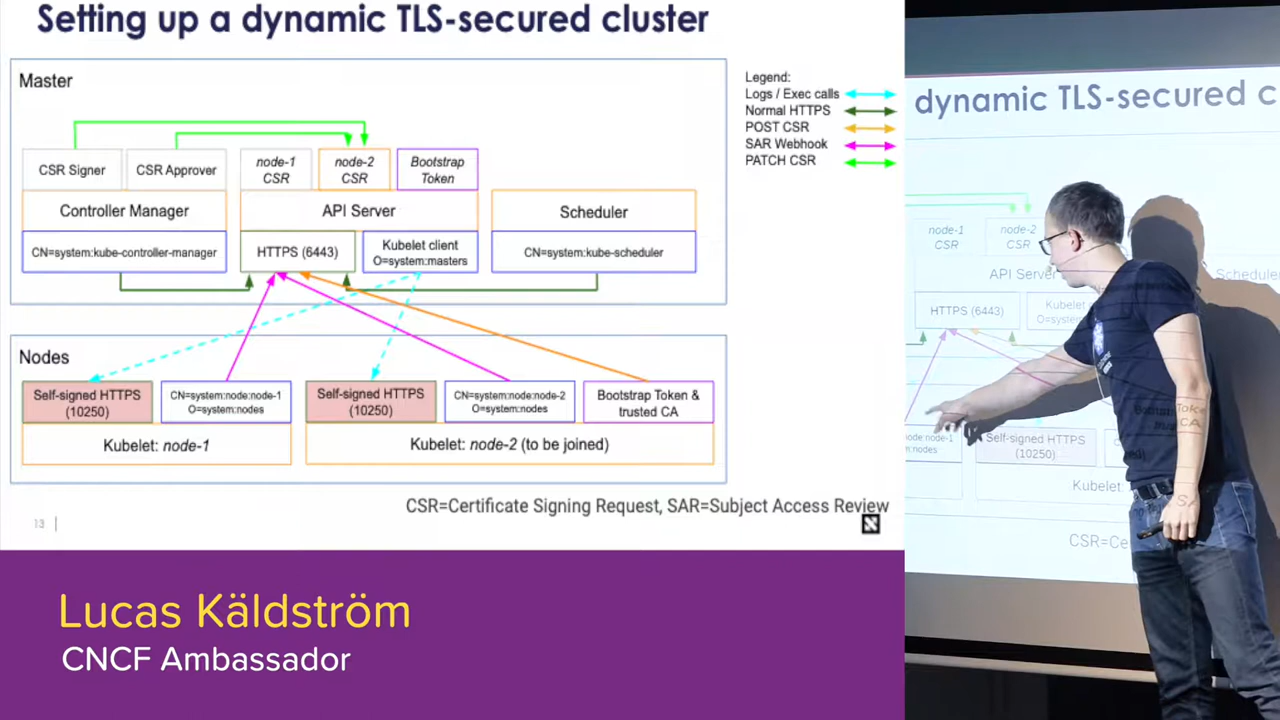 Setting up a dynamic TLS-secured cluster
Master
Legend:
Logs / Exec calls
Normal HTTPS
POST CSR
SAR Webhook
PATCH CSR
CSR Signer
CSR Approver
node-1
CSR
node-2
CSR
Bootstrap
Token
Controller Manager
API Server
Scheduler
CN=system:kube-controller-manager
HTTPS (6443)
Kubelet client
O=system:masters
CN=system:kube-scheduler
Nodes
Self-signed HTTPS
(10250)
CN=system:node:node-1
O=system:nodes
Self-signed HTTPS
(10250)
CN=system:node:node-2
O=system:nodes
Bootstrap Token &
trusted CA
Kubelet: node-1
Kubelet: node-2 (to be joined)
CSR=Certificate Signing Request, SAR=Subject Access Review
13
Lucas Käldström
CNCF Ambassador
dynamic TLS-secured c
node-1
CSR
node-2
CSR
API Server
Scheduler
HTTPS (6443)
Kubelet
O=system
node:node-1
nodes
Self-signed HTTPS
(10250)
Kubelet:
CSR=Ce